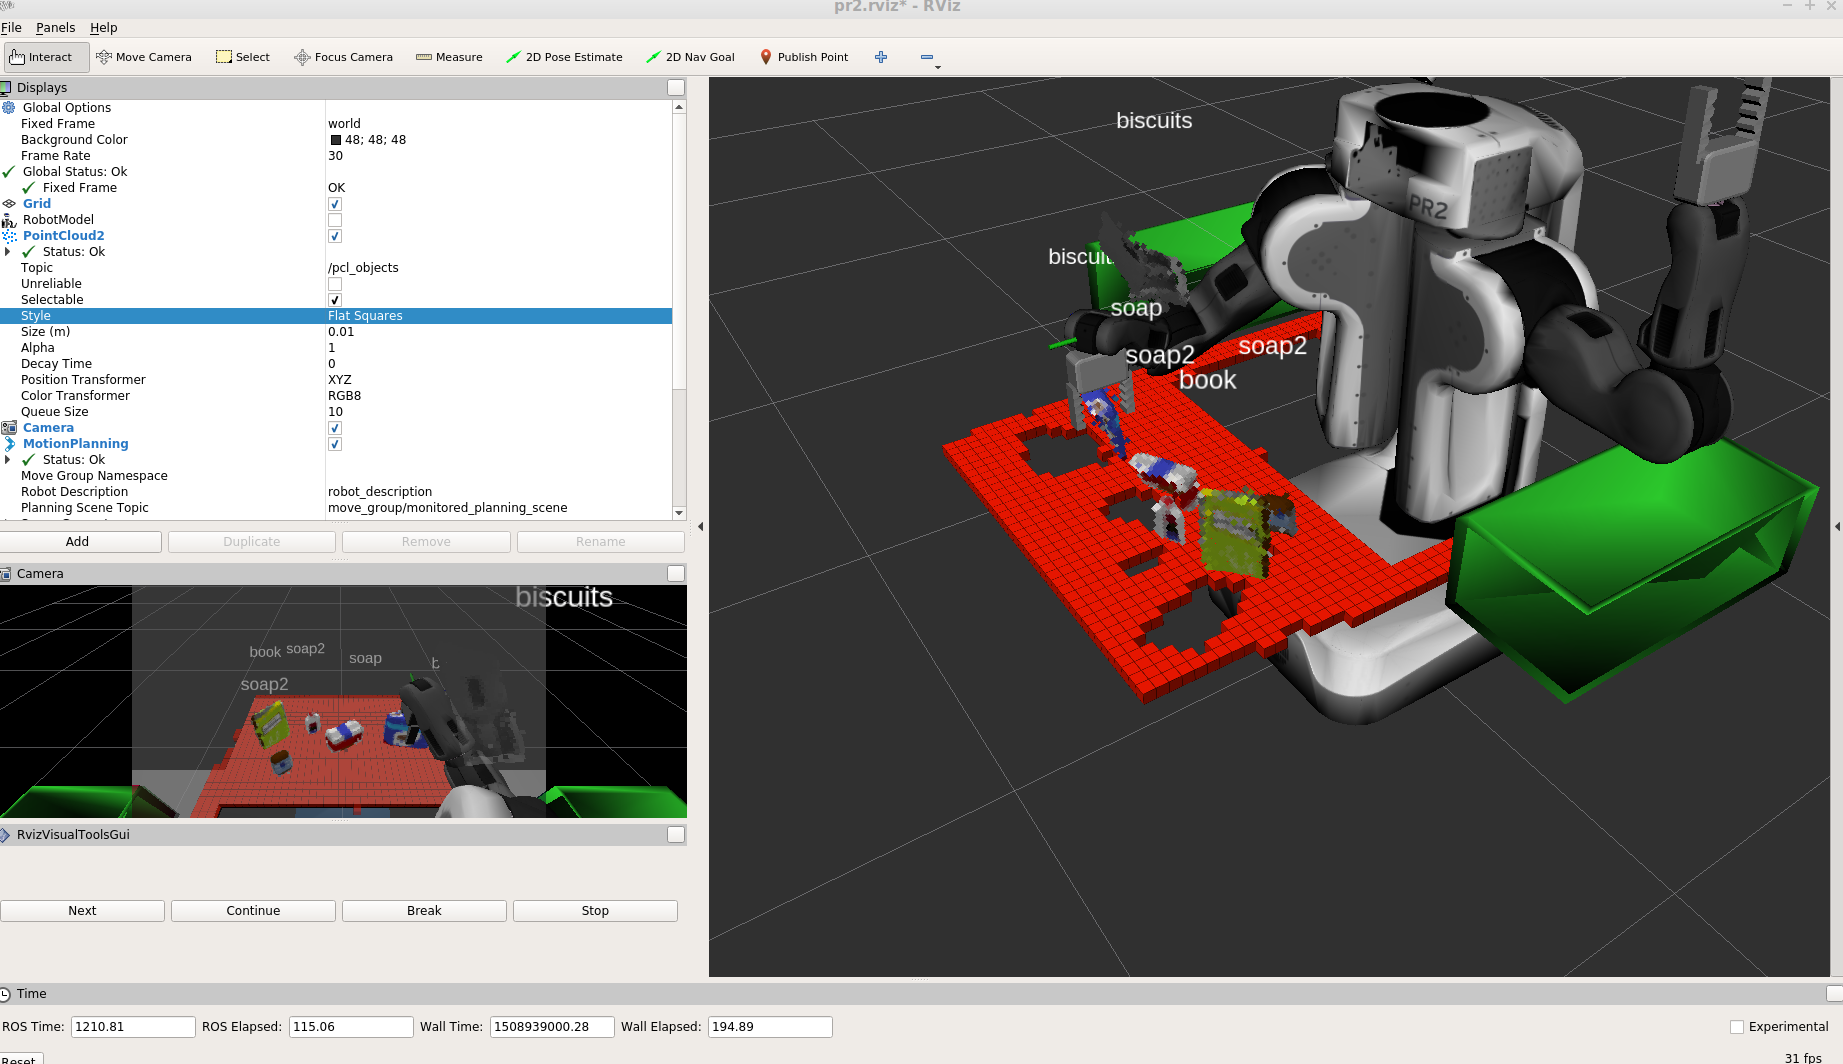 pr2.rviz* - RViz
File Panels Help
Interact Move Camera Select Focus Camera Measure 2D Pose Estimate 2D Nav Goal Publish Point
Displays
Global Options
Fixed Frame world
Background Color 48; 48; 48
Frame Rate 30
Global Status: Ok
Fixed Frame OK
Grid
RobotModel
PointCloud2
Status: Ok
Topic /pcl_objects
Unreliable
Selectable
Style Flat Squares
Size (m) 0.01
Alpha 1
Decay Time 0
Position Transformer XYZ
Color Transformer RGB8
Queue Size 10
Camera
MotionPlanning
Status: Ok
Move Group Namespace
Robot Description robot_description
Planning Scene Topic move_group/monitored_planning_scene
Add Duplicate Remove Rename
Camera
biscuits
book soap2 soap b
soap2
RvizVisualToolsGui
Next Continue Break Stop
biscuits
PR2
biscuit
soap
soap2 soap2
book
Time
ROS Time: 1210.81 ROS Elapsed: 115.06 Wall Time: 1508939000.28 Wall Elapsed: 194.89 Experimental
Reset 31 fps